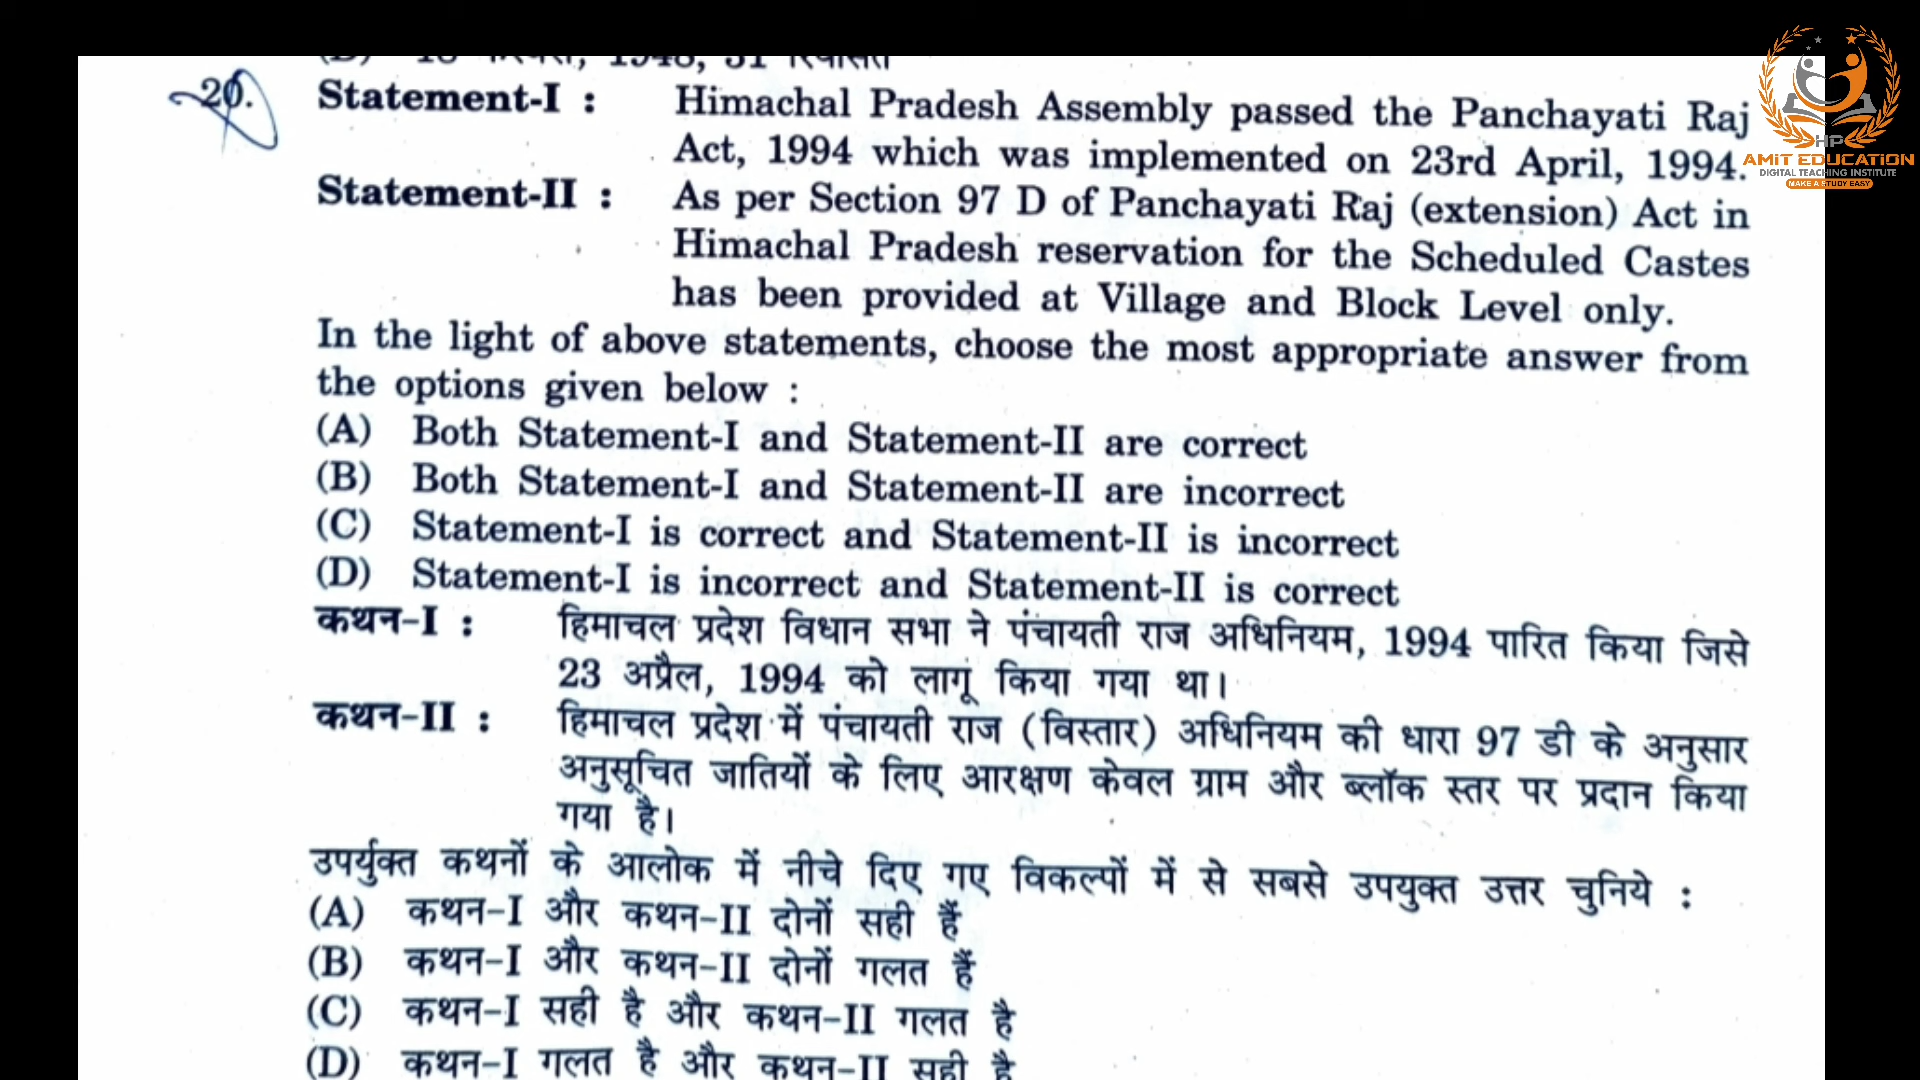 20. Statement-I : Himachal Pradesh Assembly passed the Panchayati Raj
Act, 1994 which was implemented on 23rd April, 1994.
Statement-II : As per Section 97 D of Panchayati Raj (extension) Act in
Himachal Pradesh reservation for the Scheduled Castes
has been provided at Village and Block Level only.
In the light of above statements, choose the most appropriate answer from
the options given below :
(A) Both Statement-I and Statement-II are correct
(B) Both Statement-I and Statement-II are incorrect
(C) Statement-I is correct and Statement-II is incorrect
(D) Statement-I is incorrect and Statement-II is correct
कथन-I : हिमाचल प्रदेश विधान सभा ने पंचायती राज अधिनियम, 1994 पारित किया जिसे
23 अप्रैल, 1994 को लागू किया गया था।
कथन-II : हिमाचल प्रदेश में पंचायती राज (विस्तार) अधिनियम की धारा 97 डी के अनुसार
अनुसूचित जातियों के लिए आरक्षण केवल ग्राम और ब्लॉक स्तर पर प्रदान किया
गया है।
उपर्युक्त कथनों के आलोक में नीचे दिए गए विकल्पों में से सबसे उपयुक्त उत्तर चुनिये :
(A) कथन-I और कथन-II दोनों सही हैं
(B) कथन-I और कथन-II दोनों गलत हैं
(C) कथन-I सही है और कथन-II गलत है
(D) कथन-I गलत है और कथन-II सही है
HP
AMIT EDUCATION
DIGITAL TEACHING INSTITUTE
MAKE A STUDY EASY